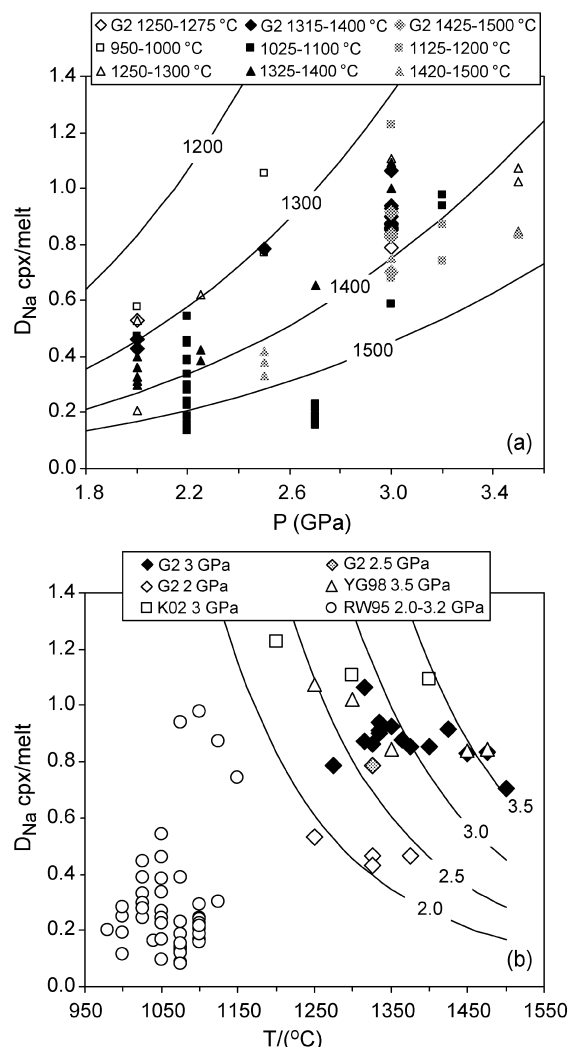 G2 1250-1275 °C G2 1315-1400 °C G2 1425-1500 °C
950-1000 °C 1025-1100 °C 1125-1200 °C
1250-1300 °C 1325-1400 °C 1420-1500 °C
1.4
1.2
1.0
0.8
0.6
0.4
0.2
0.0
D_Na cpx/melt
1200
1300
1400
1500
(a)
1.8 2.2 2.6 3.0 3.4
P (GPa)
G2 3 GPa G2 2.5 GPa
G2 2 GPa YG98 3.5 GPa
K02 3 GPa RW95 2.0-3.2 GPa
1.4
1.2
1.0
0.8
0.6
0.4
0.2
0.0
D_Na cpx/melt
3.5
3.0
2.5
2.0
(b)
950 1050 1150 1250 1350 1450 1550
T/(°C)